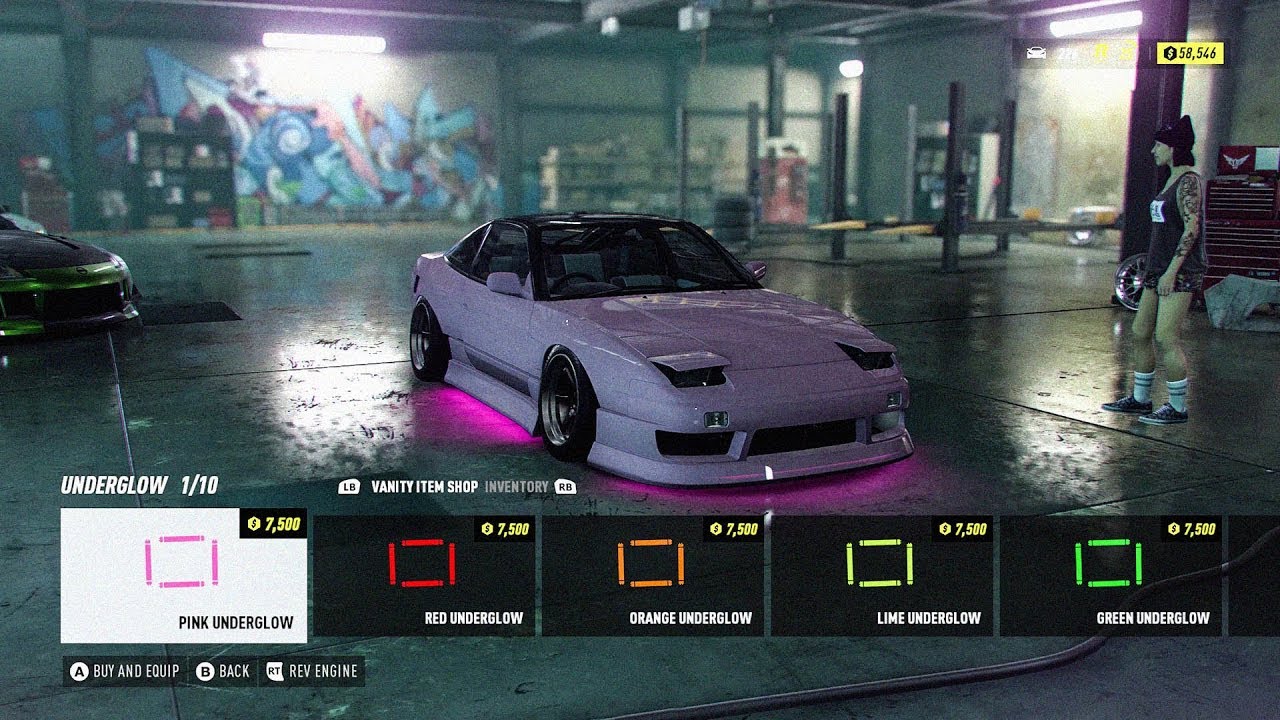 58,546
UNDERGLOW 1/10
LB VANITY ITEM SHOP INVENTORY RB
7,500 7,500 7,500 7,500 7,500
PINK UNDERGLOW RED UNDERGLOW ORANGE UNDERGLOW LIME UNDERGLOW GREEN UNDERGLOW
A BUY AND EQUIP B BACK RT REV ENGINE